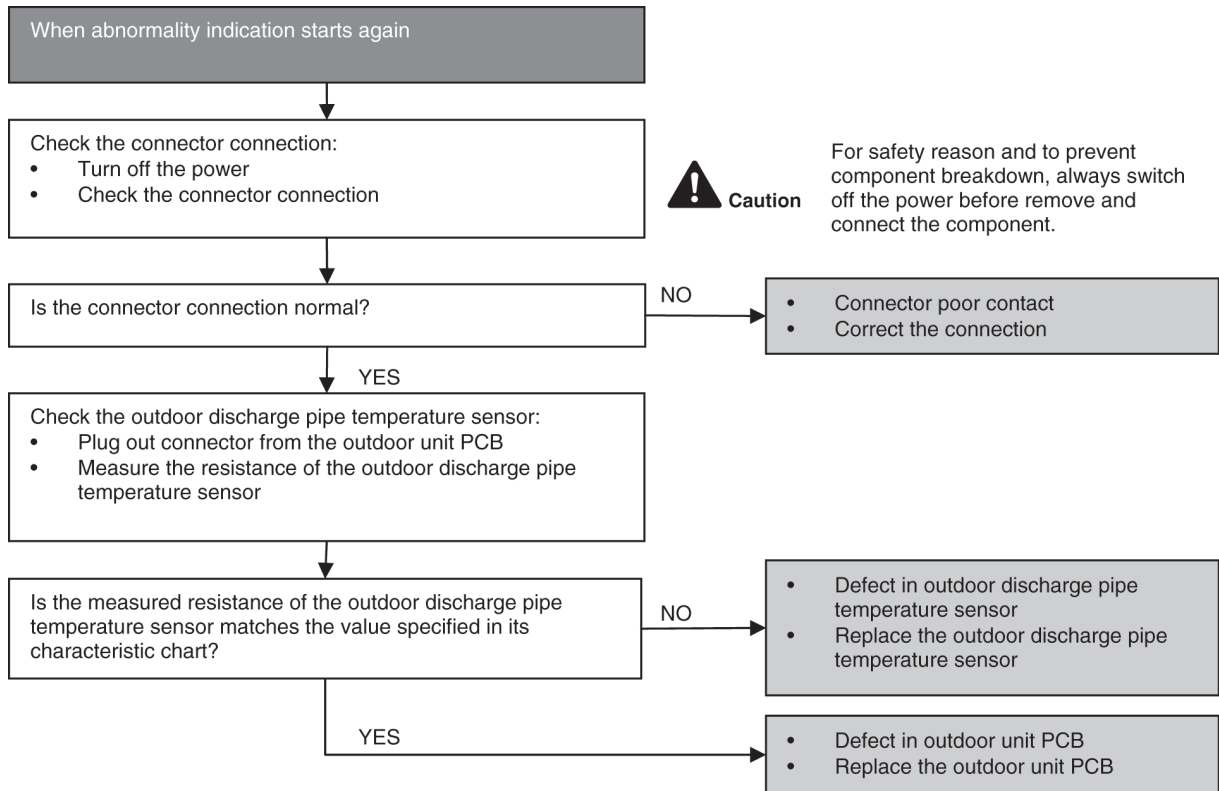 When abnormality indication starts again
Check the connector connection:
• Turn off the power
• Check the connector connection
Caution
For safety reason and to prevent
component breakdown, always switch
off the power before remove and
connect the component.
Is the connector connection normal?
NO
• Connector poor contact
• Correct the connection
YES
Check the outdoor discharge pipe temperature sensor:
• Plug out connector from the outdoor unit PCB
• Measure the resistance of the outdoor discharge pipe
temperature sensor
Is the measured resistance of the outdoor discharge pipe
temperature sensor matches the value specified in its
characteristic chart?
NO
• Defect in outdoor discharge pipe
temperature sensor
• Replace the outdoor discharge pipe
temperature sensor
YES
• Defect in outdoor unit PCB
• Replace the outdoor unit PCB